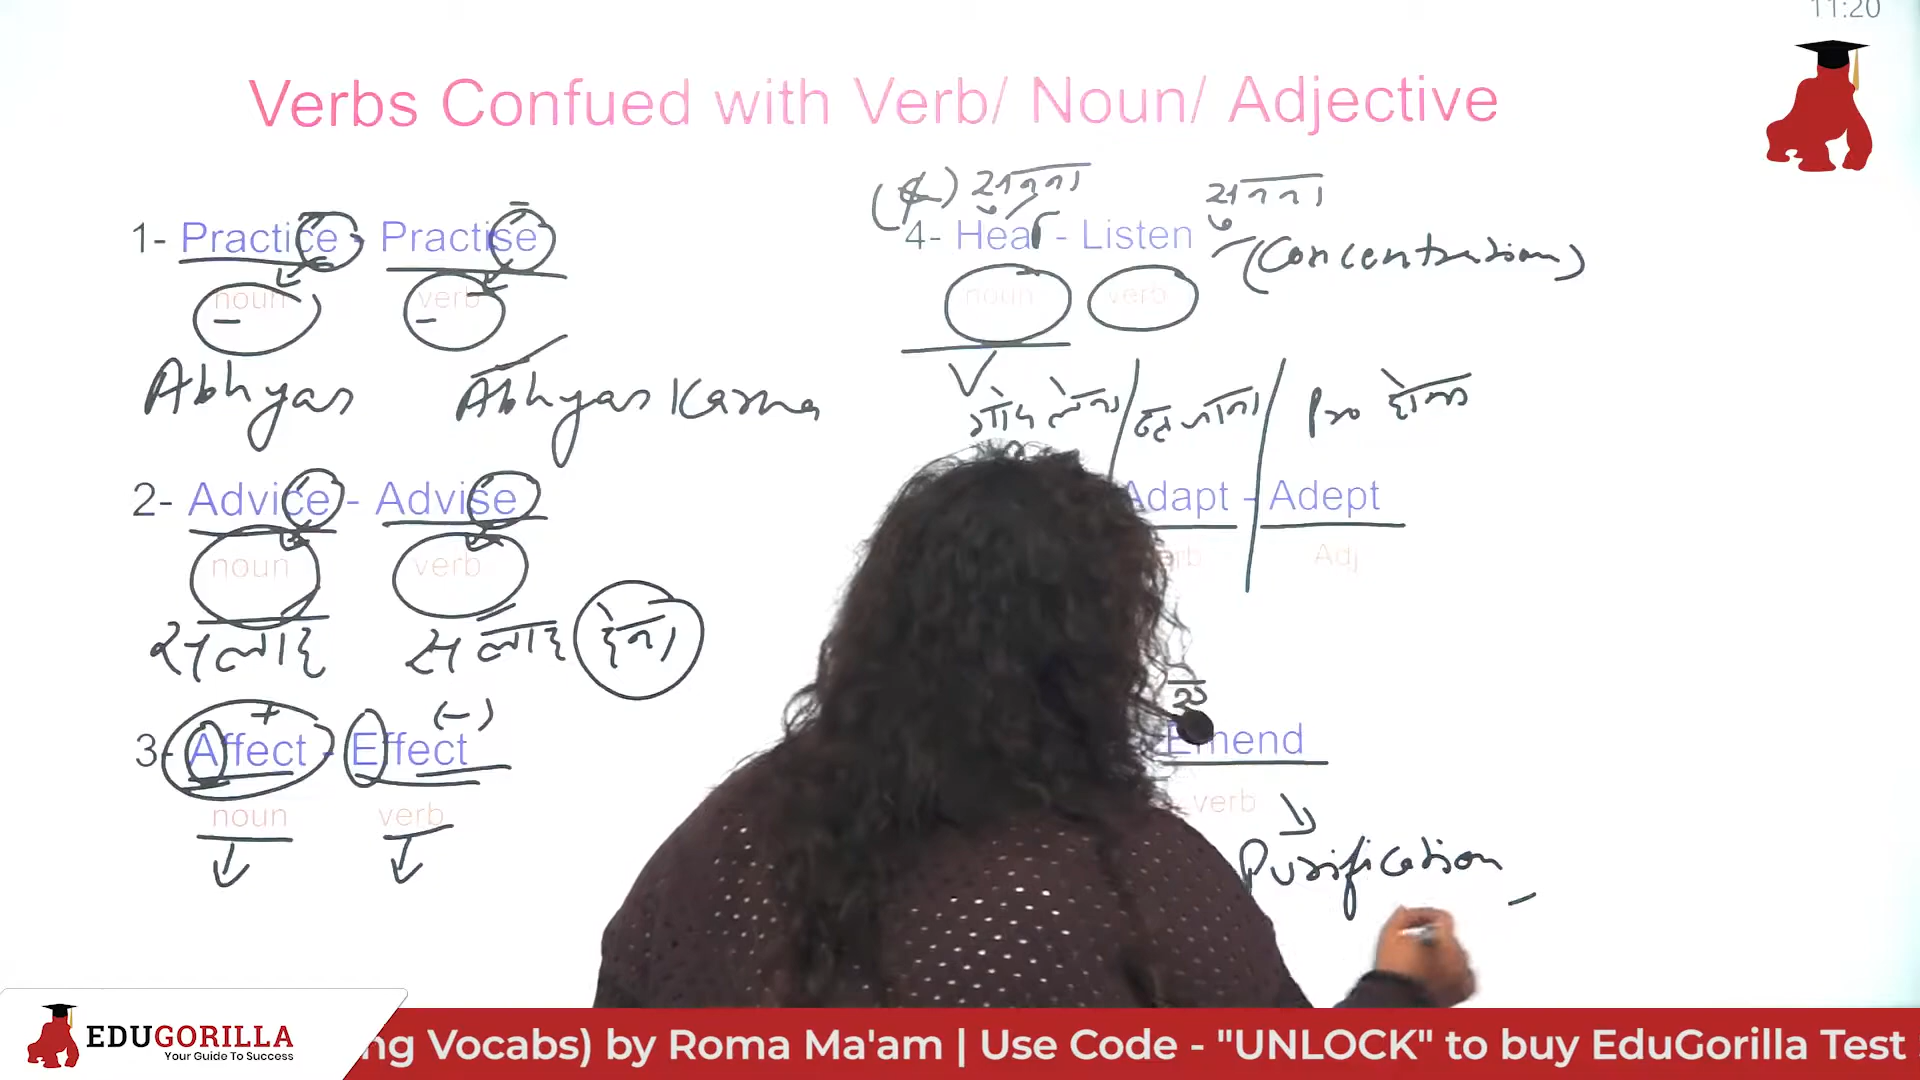 11:20
Verbs Confued with Verb/ Noun/ Adjective
1- Practice - Practise
noun verb
Abhyas Abhyas Karna
2- Advice - Advise
noun verb
सलाह सलाह देना
+ (-)
3- Affect - Effect
noun verb
सुनना सुनना
4- Hear - Listen (Concentration)
noun verb
गोद लेना ढल जाना Pro होना
Adapt - Adept
Adj
Emend
verb
Purification
EDUGORILLA
Your Guide To Success
ng Vocabs) by Roma Ma'am | Use Code - "UNLOCK" to buy EduGorilla Test